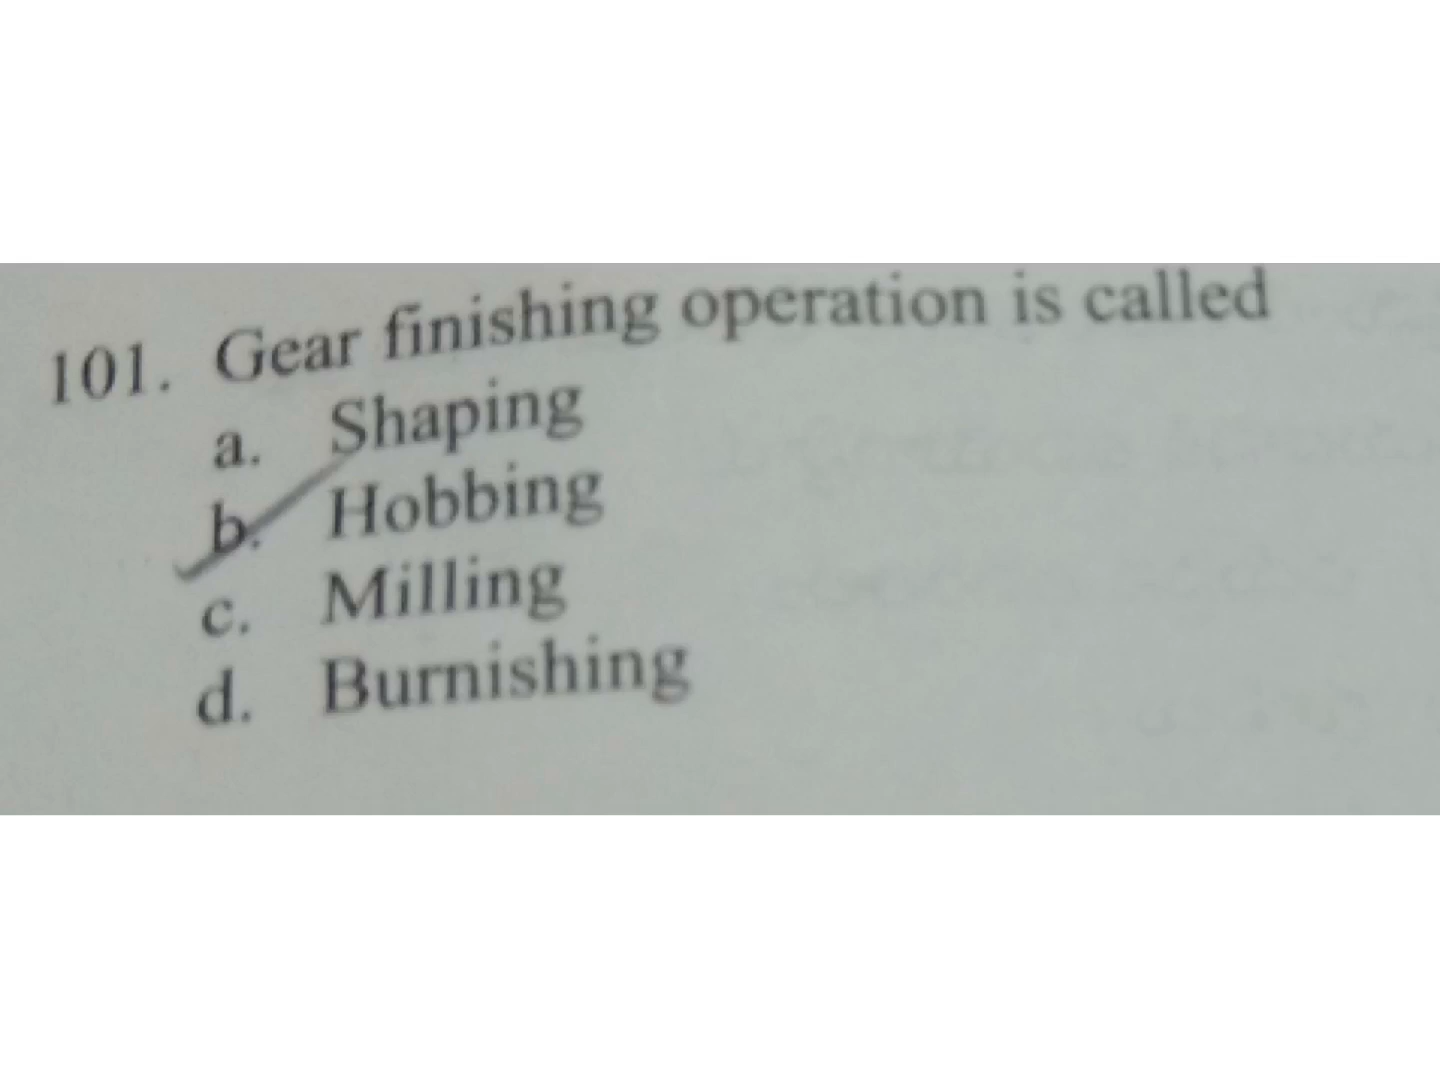 101. Gear finishing operation is called
a. Shaping
b. Hobbing
c. Milling
d. Burnishing